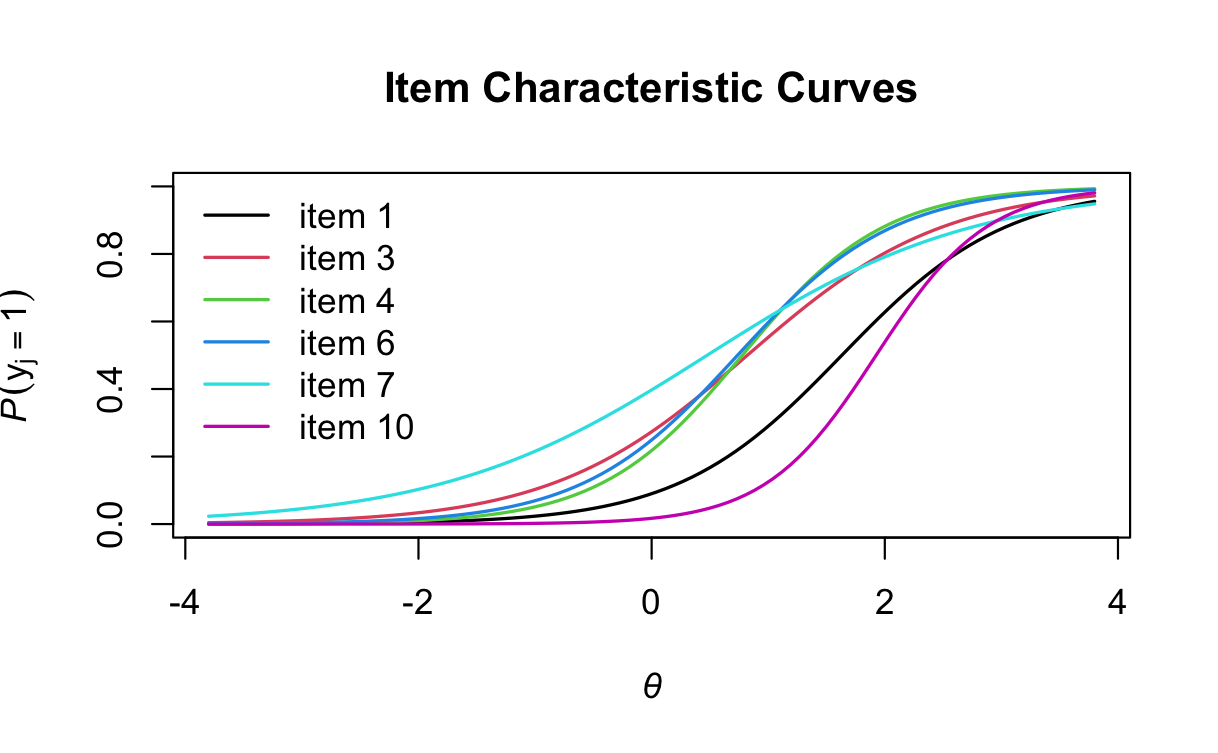 Item Characteristic Curves
item 1
item 3
item 4
item 6
item 7
item 10
P(yj = 1)
0.8
0.4
0.0
-4 -2 0 2 4
θ